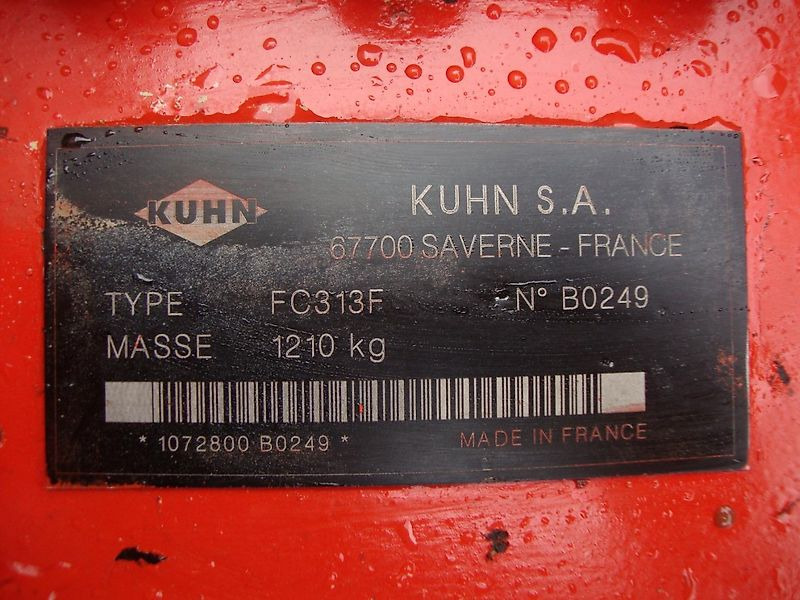 KUHN
KUHN S.A.
67700 SAVERNE - FRANCE
TYPE FC313F N° B0249
MASSE 1210 kg
* 1072800 B0249 *
MADE IN FRANCE